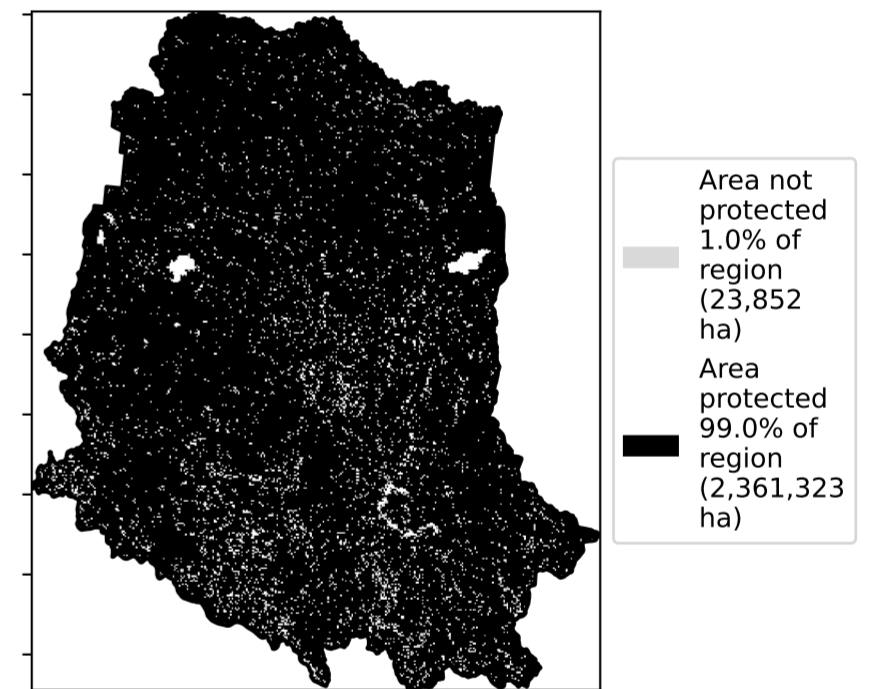 Area not
protected
1.0% of
region
(23,852
ha)
Area
protected
99.0% of
region
(2,361,323
ha)